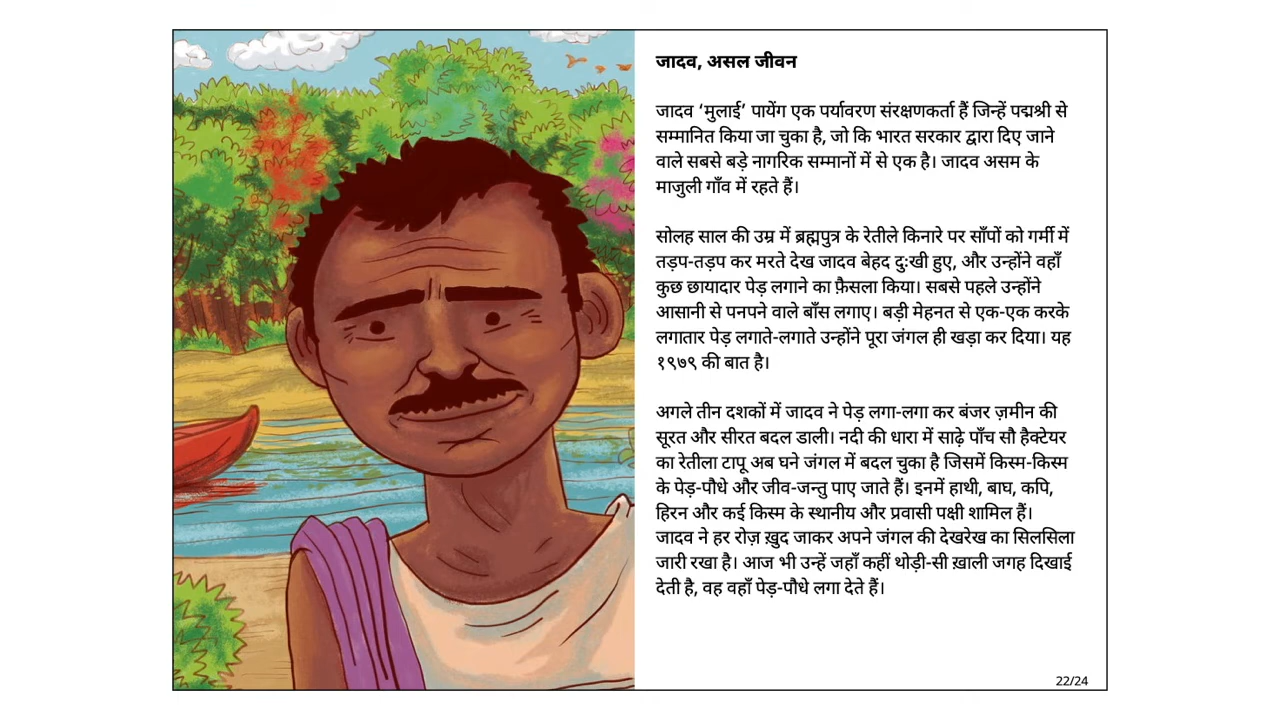 जादव, असल जीवन
जादव ‘मुलाई’ पायेंग एक पर्यावरण संरक्षणकर्ता हैं जिन्हें पद्मश्री से
सम्मानित किया जा चुका है, जो कि भारत सरकार द्वारा दिए जाने
वाले सबसे बड़े नागरिक सम्मानों में से एक है। जादव असम के
माजुली गाँव में रहते हैं।
सोलह साल की उम्र में ब्रह्मपुत्र के रेतीले किनारे पर साँपों को गर्मी में
तड़प-तड़प कर मरते देख जादव बेहद दुःखी हुए, और उन्होंने वहाँ
कुछ छायादार पेड़ लगाने का फ़ैसला किया। सबसे पहले उन्होंने
आसानी से पनपने वाले बाँस लगाए। बड़ी मेहनत से एक-एक करके
लगातार पेड़ लगाते-लगाते उन्होंने पूरा जंगल ही खड़ा कर दिया। यह
१९७९ की बात है।
अगले तीन दशकों में जादव ने पेड़ लगा-लगा कर बंजर ज़मीन की
सूरत और सीरत बदल डाली। नदी की धारा में साढ़े पाँच सौ हैक्टेयर
का रेतीला टापू अब घने जंगल में बदल चुका है जिसमें किस्म-किस्म
के पेड़-पौधे और जीव-जन्तु पाए जाते हैं। इनमें हाथी, बाघ, कपि,
हिरन और कई किस्म के स्थानीय और प्रवासी पक्षी शामिल हैं।
जादव ने हर रोज़ ख़ुद जाकर अपने जंगल की देखरेख का सिलसिला
जारी रखा है। आज भी उन्हें जहाँ कहीं थोड़ी-सी ख़ाली जगह दिखाई
देती है, वह वहाँ पेड़-पौधे लगा देते हैं।
22/24